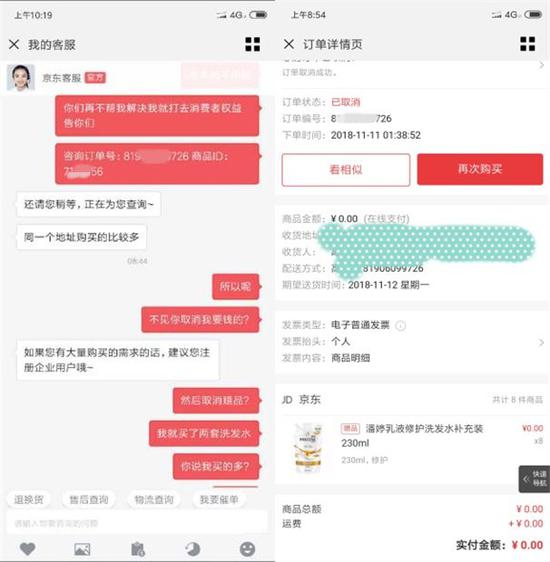 上午10:19
4G
我的客服
京东客服 官方
你们再不帮我解决我就打去消费者权益
告你们
咨询订单号：819 726 商品ID：
71 56
还请您稍等，正在为您查询~
同一个地址购买的比较多
08:44
所以呢
不见你取消我要钱的？
如果您有大量购买的需求的话，建议您注
册企业用户哦~
然后取消赠品？
我就买了两套洗发水
你说我买的多？
退换货 售后查询 物流查询 我要催单
请输入您要咨询的问题
上午8:54
4G
订单详情页
订单取消成功。
订单状态：已取消
订单编号：8 726
下单时间：2018-11-11 01:38:52
看相似
再次购买
商品金额：¥0.00 (在线支付)
收货地址
收货人：
配送方式： 81906099726
期望送货时间：2018-11-12 星期一
发票类型：电子普通发票
发票抬头：个人
发票内容：商品明细
JD 京东
共计 8 件商品
赠品 潘婷乳液修护洗发水补充装
230ml
¥0.00
x8
230ml，修护
快速
导航
商品总额 ¥ 0.00
运费 +¥ 0.00
实付金额：¥ 0.00